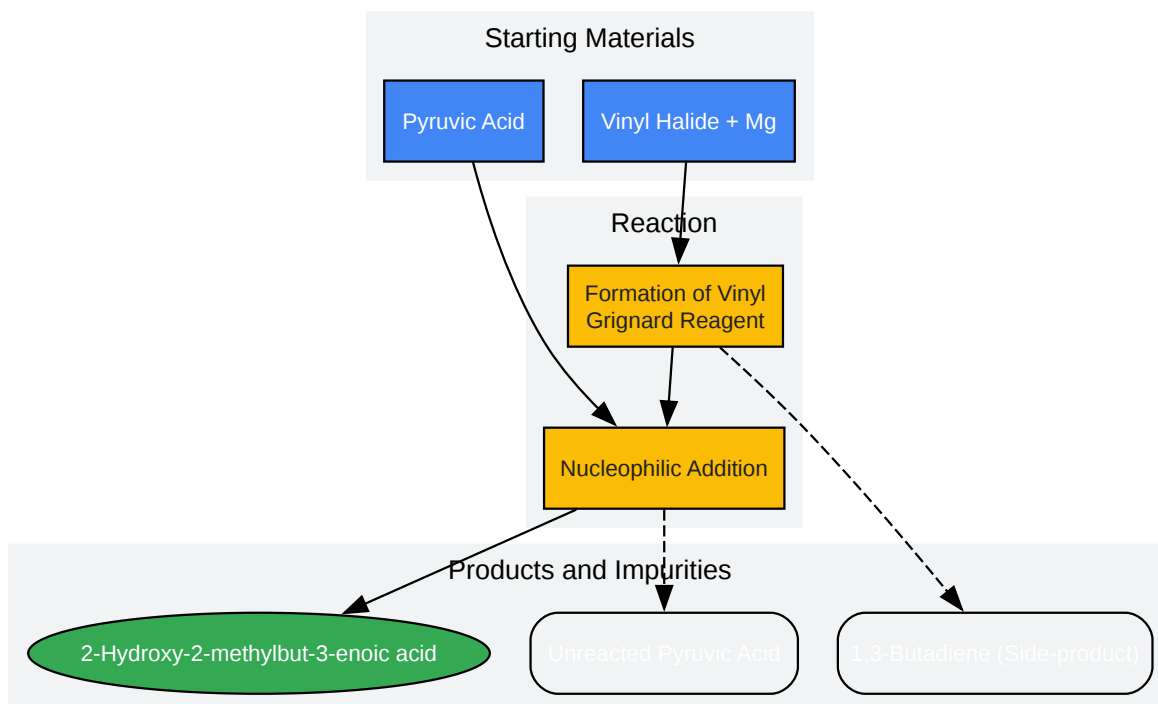 Starting Materials
Pyruvic Acid
Vinyl Halide + Mg
Reaction
Formation of Vinyl
Grignard Reagent
Nucleophilic Addition
Products and Impurities
2-Hydroxy-2-methylbut-3-enoic acid
Unreacted Pyruvic Acid
1,3-Butadiene (Side-product)